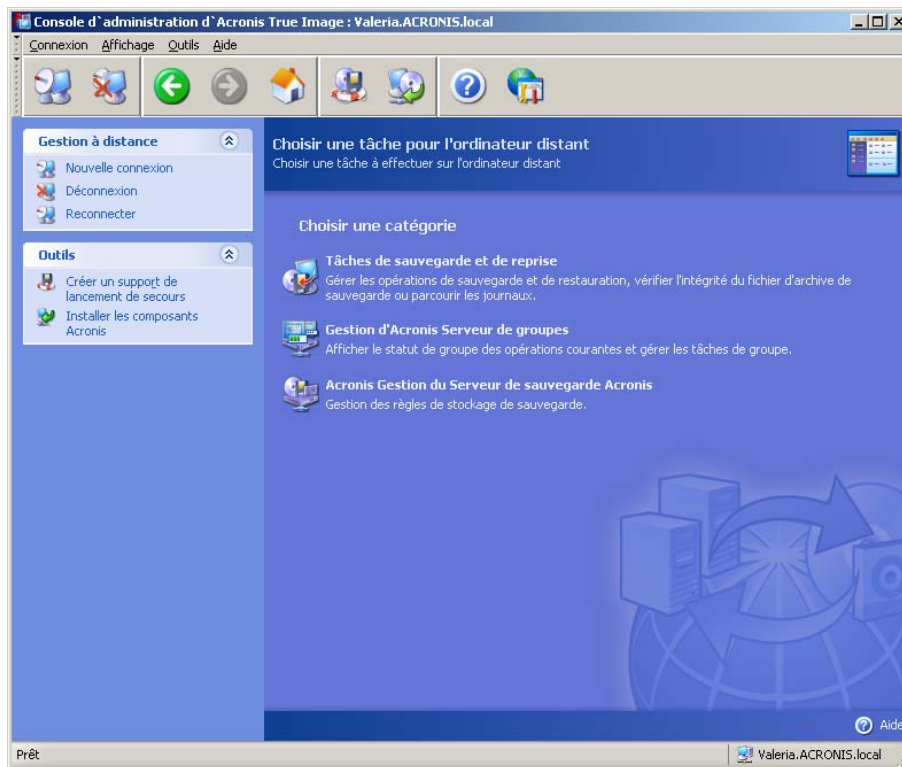 Console d`administration d`Acronis True Image : Valeria.ACRONIS.local
Connexion Affichage Outils Aide
Gestion à distance
Nouvelle connexion
Déconnexion
Reconnecter
Outils
Créer un support de
lancement de secours
Installer les composants
Acronis
Choisir une tâche pour l'ordinateur distant
Choisir une tâche à effectuer sur l'ordinateur distant
Choisir une catégorie
Tâches de sauvegarde et de reprise
Gérer les opérations de sauvegarde et de restauration, vérifier l'intégrité du fichier d'archive de
sauvegarde ou parcourir les journaux.
Gestion d'Acronis Serveur de groupes
Afficher le statut de groupe des opérations courantes et gérer les tâches de groupe.
Acronis Gestion du Serveur de sauvegarde Acronis
Gestion des règles de stockage de sauvegarde.
Aide
Prêt
Valeria.ACRONIS.local